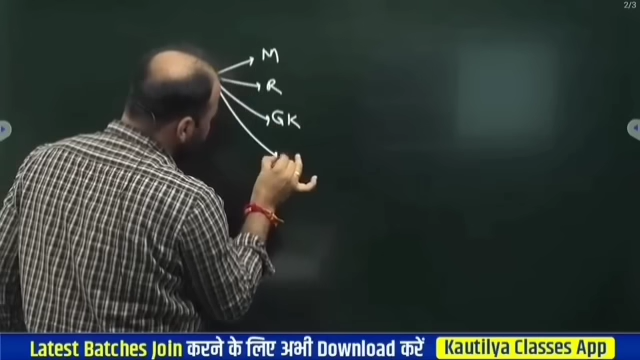 2/3
M
R
GK
Latest Batches Join करने के लिए अभी Download करें Kautilya Classes App